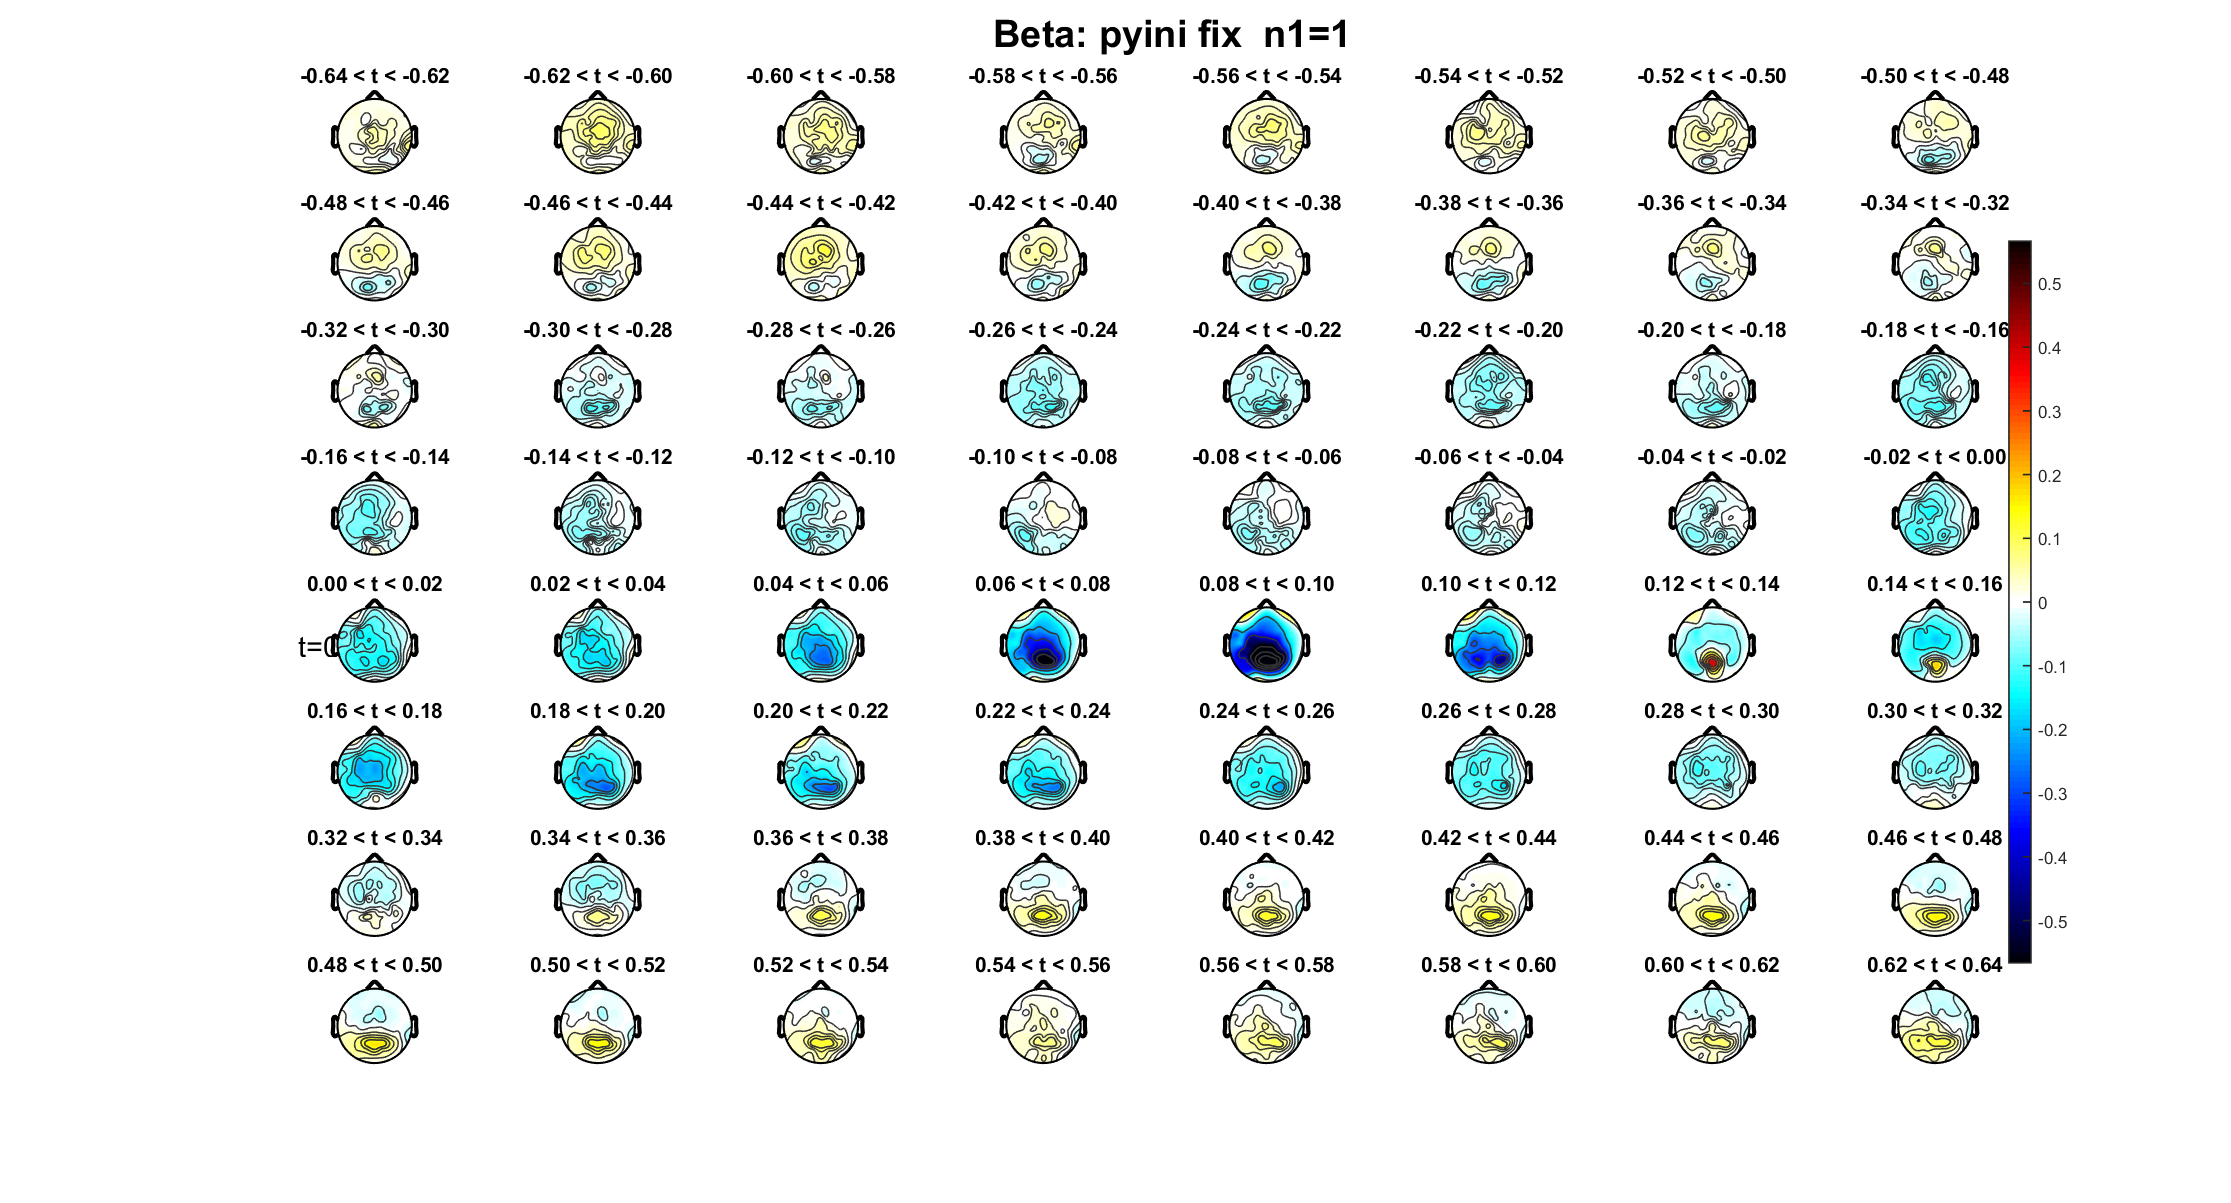 Beta: pyini fix  n1=1
-0.64 < t < -0.62 -0.62 < t < -0.60 -0.60 < t < -0.58 -0.58 < t < -0.56 -0.56 < t < -0.54 -0.54 < t < -0.52 -0.52 < t < -0.50 -0.50 < t < -0.48
-0.48 < t < -0.46 -0.46 < t < -0.44 -0.44 < t < -0.42 -0.42 < t < -0.40 -0.40 < t < -0.38 -0.38 < t < -0.36 -0.36 < t < -0.34 -0.34 < t < -0.32
-0.32 < t < -0.30 -0.30 < t < -0.28 -0.28 < t < -0.26 -0.26 < t < -0.24 -0.24 < t < -0.22 -0.22 < t < -0.20 -0.20 < t < -0.18 -0.18 < t < -0.16
-0.16 < t < -0.14 -0.14 < t < -0.12 -0.12 < t < -0.10 -0.10 < t < -0.08 -0.08 < t < -0.06 -0.06 < t < -0.04 -0.04 < t < -0.02 -0.02 < t < 0.00
0.00 < t < 0.02 0.02 < t < 0.04 0.04 < t < 0.06 0.06 < t < 0.08 0.08 < t < 0.10 0.10 < t < 0.12 0.12 < t < 0.14 0.14 < t < 0.16
t=0
0.16 < t < 0.18 0.18 < t < 0.20 0.20 < t < 0.22 0.22 < t < 0.24 0.24 < t < 0.26 0.26 < t < 0.28 0.28 < t < 0.30 0.30 < t < 0.32
0.32 < t < 0.34 0.34 < t < 0.36 0.36 < t < 0.38 0.38 < t < 0.40 0.40 < t < 0.42 0.42 < t < 0.44 0.44 < t < 0.46 0.46 < t < 0.48
0.48 < t < 0.50 0.50 < t < 0.52 0.52 < t < 0.54 0.54 < t < 0.56 0.56 < t < 0.58 0.58 < t < 0.60 0.60 < t < 0.62 0.62 < t < 0.64
0.5
0.4
0.3
0.2
0.1
0
-0.1
-0.2
-0.3
-0.4
-0.5